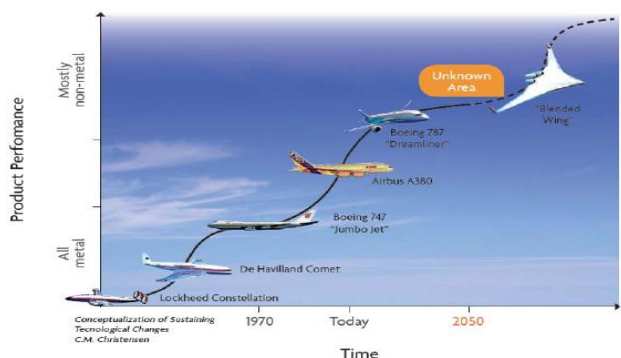 Product Perfomance
Mostly
non-metal
All
metal
Unknown
Area
"Blended
Wing"
Boeing 787
"Dreamliner"
Airbus A380
Boeing 747
"Jumbo Jet"
De Havilland Comet
Lockheed Constellation
Conceptualization of Sustaining
Tecnological Changes
C.M. Christensen
1970
Today
2050
Time